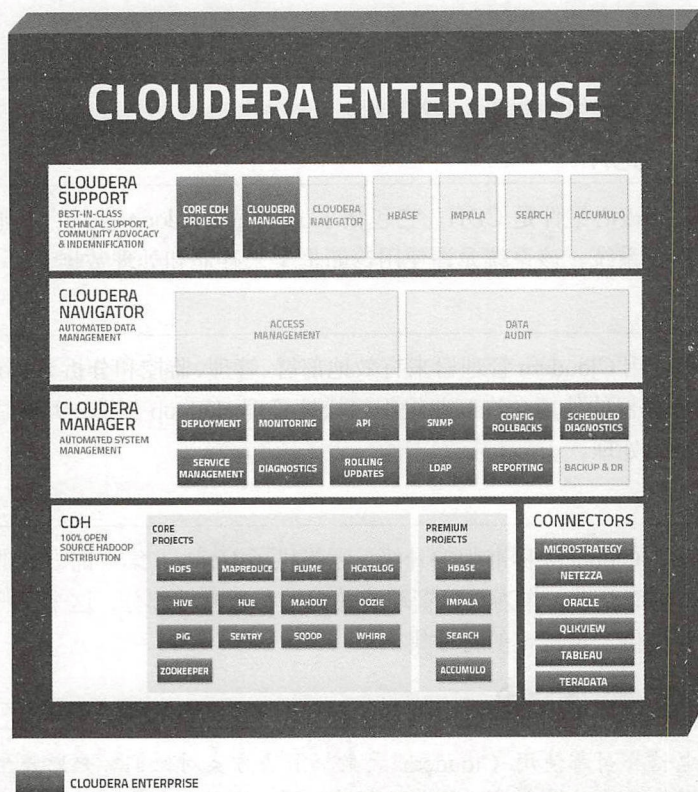 CLOUDERA ENTERPRISE
CLOUDERA
SUPPORT
BEST-IN-CLASS
TECHNICAL SUPPORT,
COMMUNITY ADVOCACY
& INDEMNIFICATION
CORE CDH
PROJECTS
CLOUDERA
MANAGER
CLOUDERA
NAVIGATOR
HBASE
IMPALA
SEARCH
ACCUMULO
CLOUDERA
NAVIGATOR
AUTOMATED DATA
MANAGEMENT
ACCESS
MANAGEMENT
DATA
AUDIT
CLOUDERA
MANAGER
AUTOMATED SYSTEM
MANAGEMENT
DEPLOYMENT
MONITORING
API
SNMP
CONFIG
ROLLBACKS
SCHEDULED
DIAGNOSTICS
SERVICE
MANAGEMENT
DIAGNOSTICS
ROLLING
UPDATES
LDAP
REPORTING
BACKUP & DR
CDH
100% OPEN
SOURCE HADOOP
DISTRIBUTION
CORE
PROJECTS
HDFS
MAPREDUCE
FLUME
HCATALOG
HIVE
HUE
MAHOUT
OOZIE
PIG
SENTRY
SQOOP
WHIRR
ZOOKEEPER
PREMIUM
PROJECTS
HBASE
IMPALA
SEARCH
ACCUMULO
CONNECTORS
MICROSTRATEGY
NETEZZA
ORACLE
QLIKVIEW
TABLEAU
TERADATA
CLOUDERA ENTERPRISE